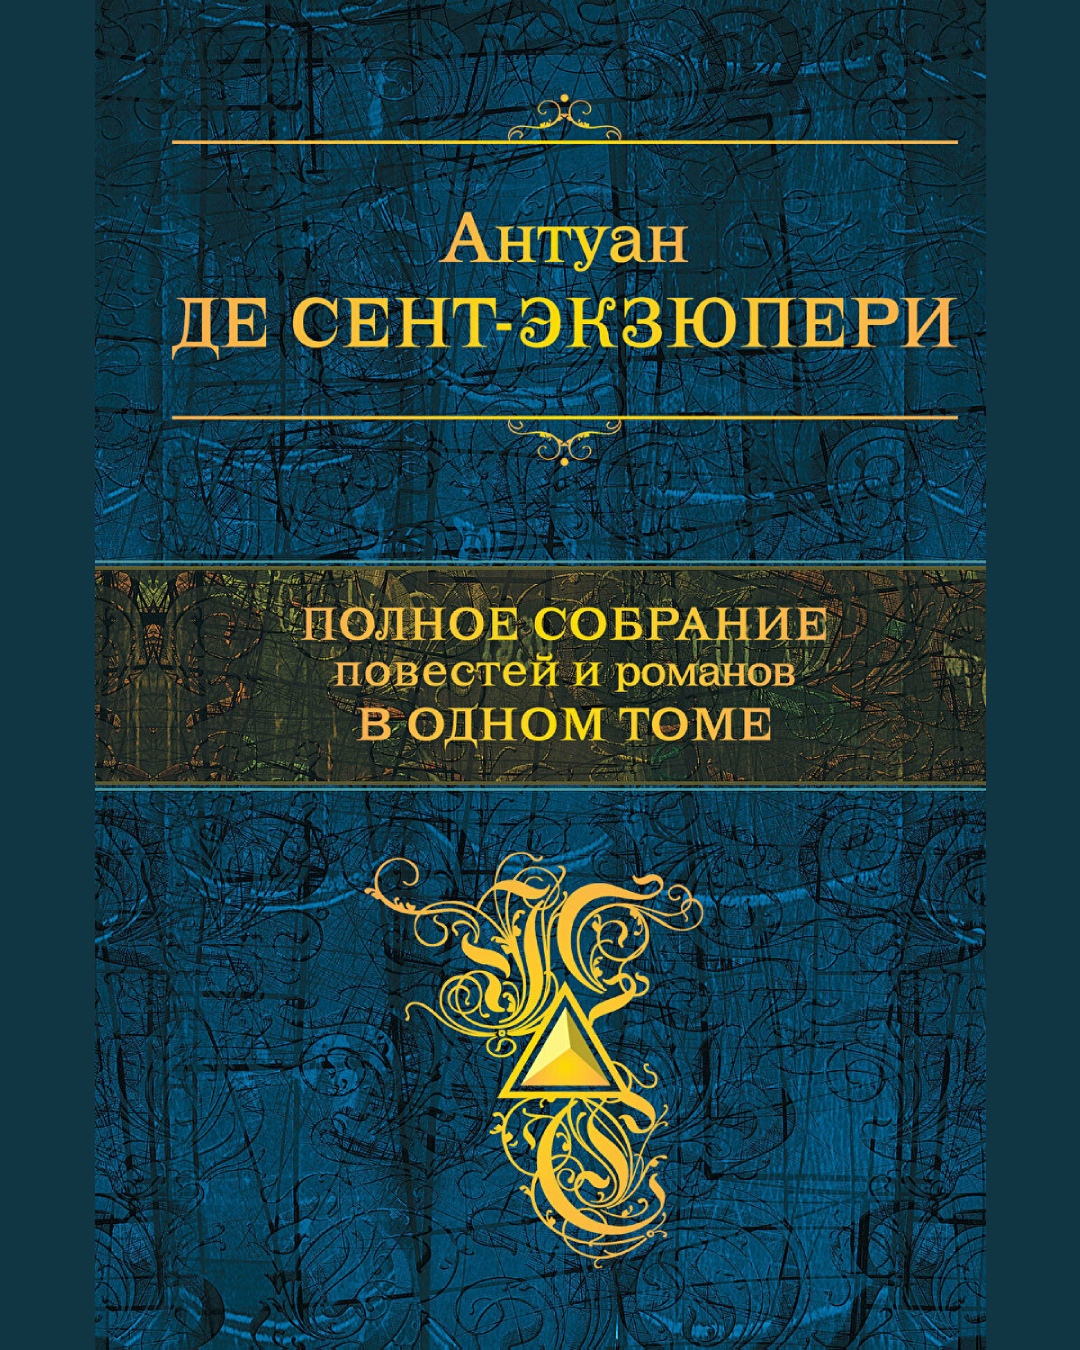 Антуан
ДЕ СЕНТ-ЭКЗЮПЕРИ
ПОЛНОЕ СОБРАНИЕ
повестей и романов
В ОДНОМ ТОМЕ